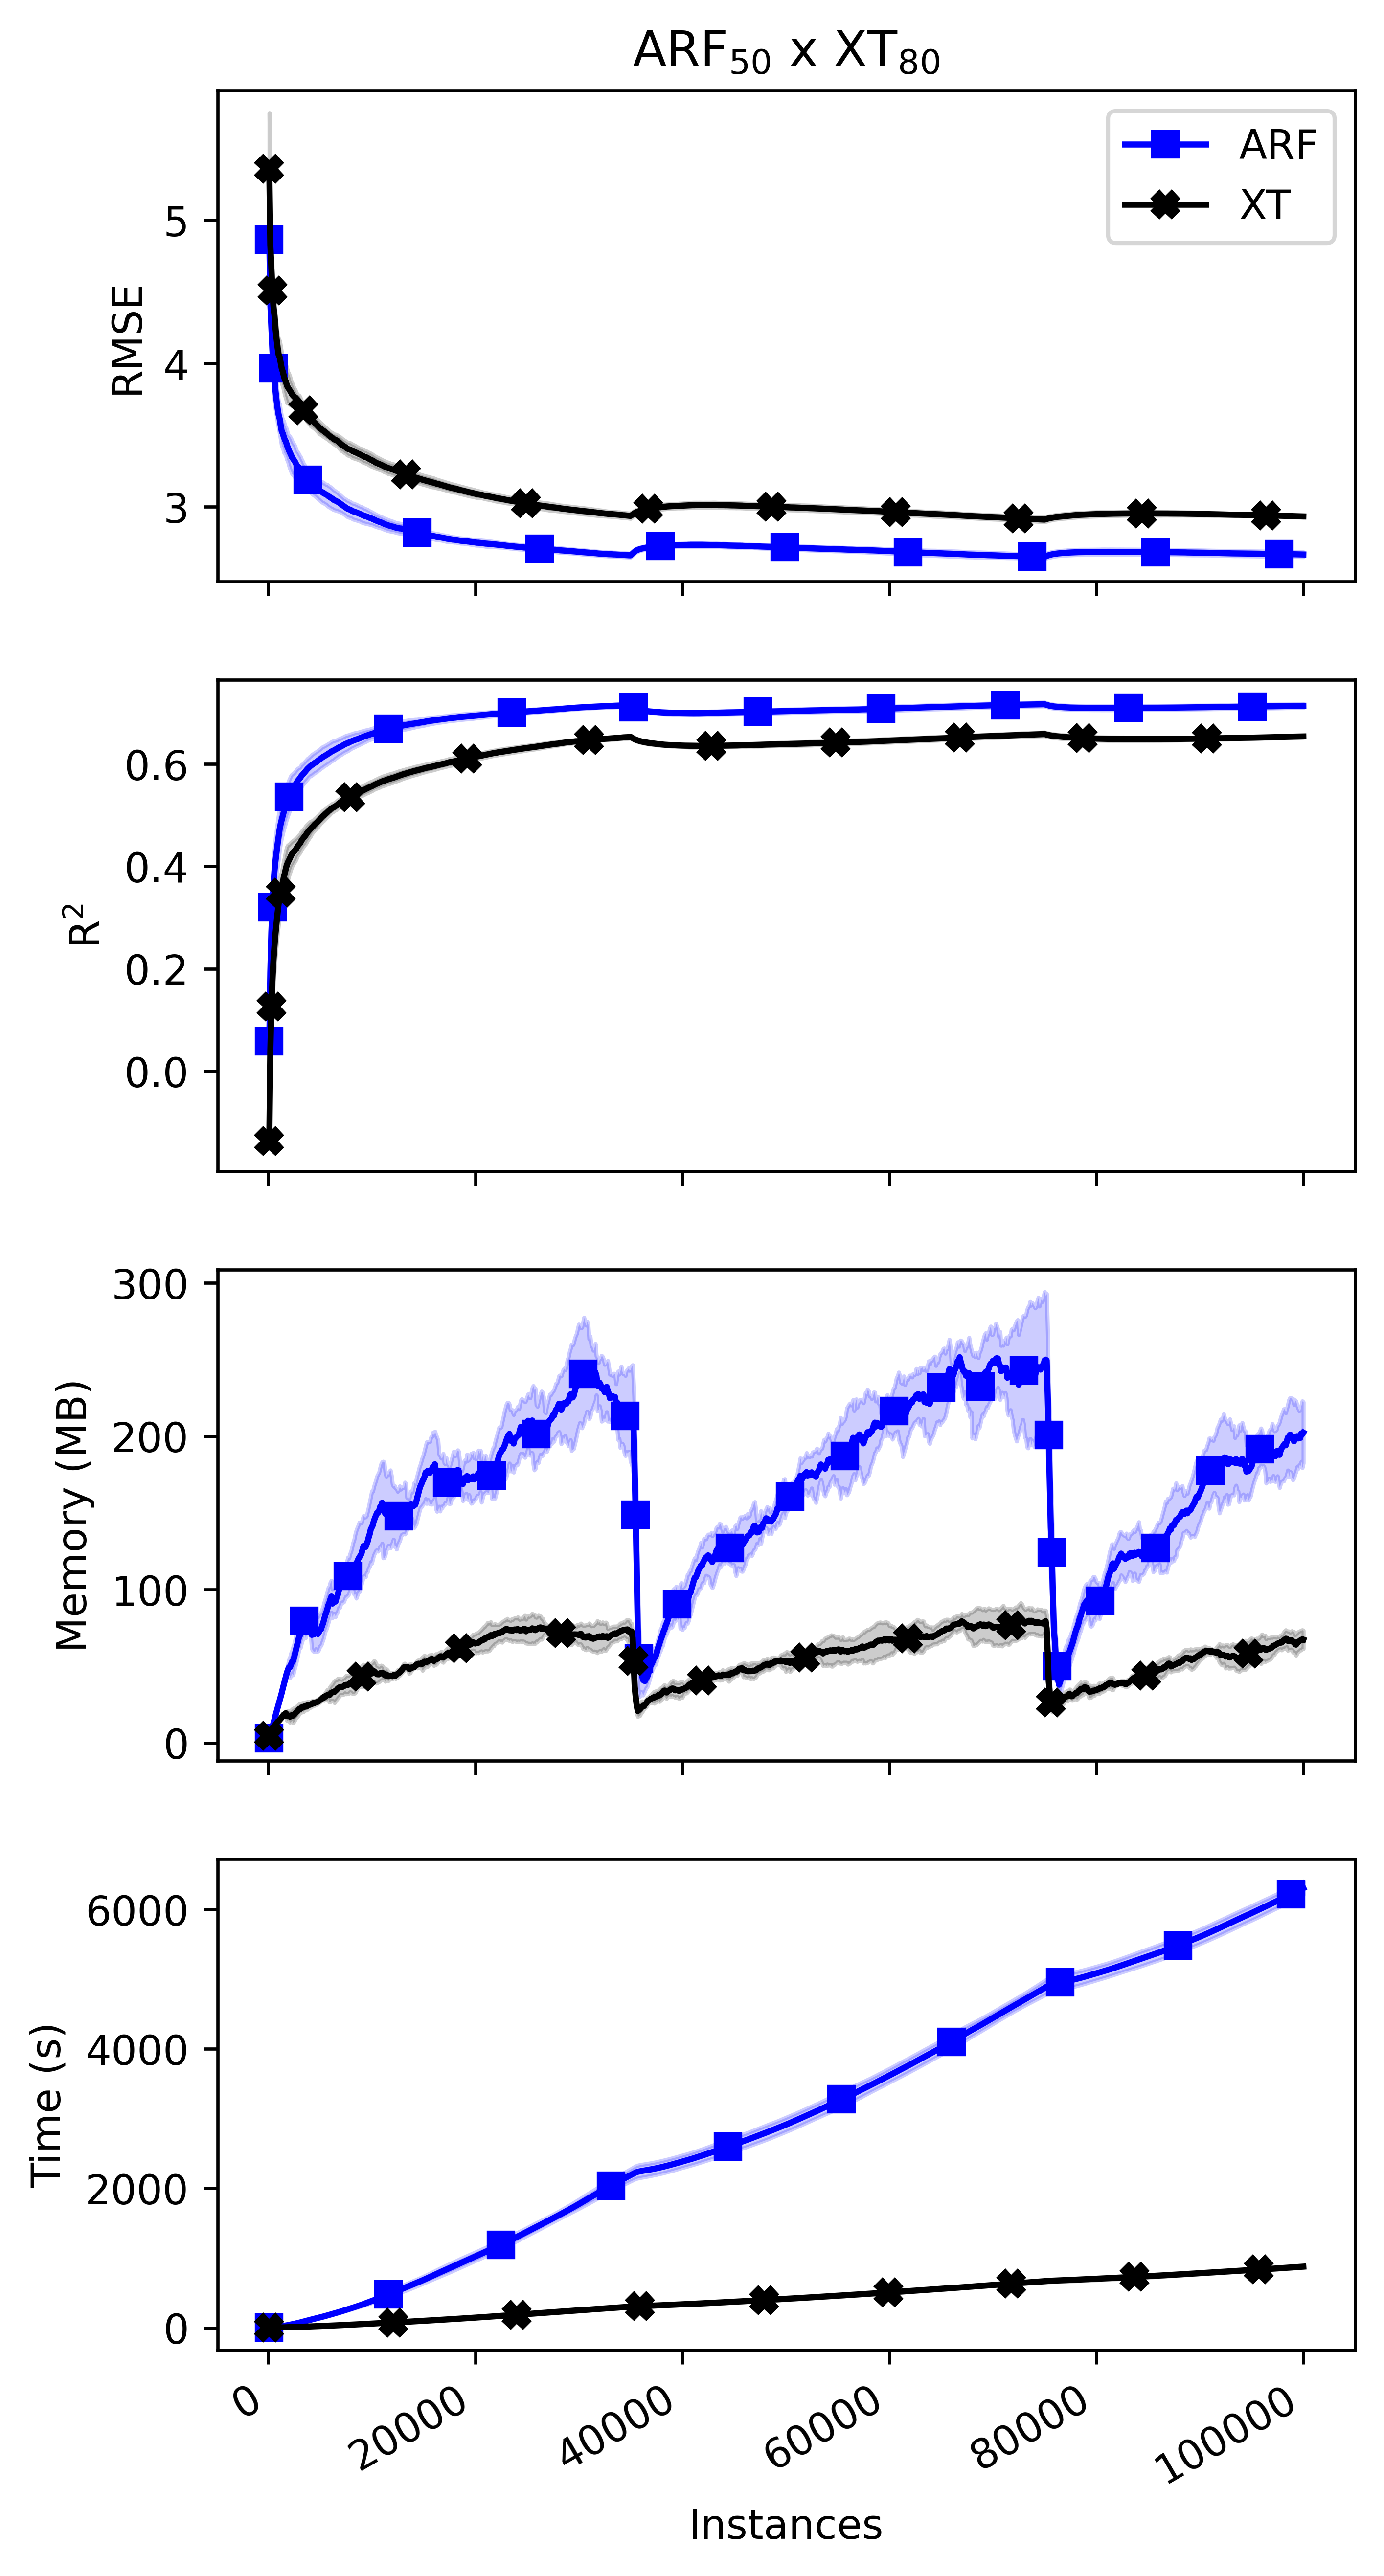 ARF₅₀ x XT₈₀
ARF
XT
RMSE
5
4
3
R²
0.6
0.4
0.2
0.0
Memory (MB)
300
200
100
0
Time (s)
6000
4000
2000
0
0
20000
40000
60000
80000
100000
Instances